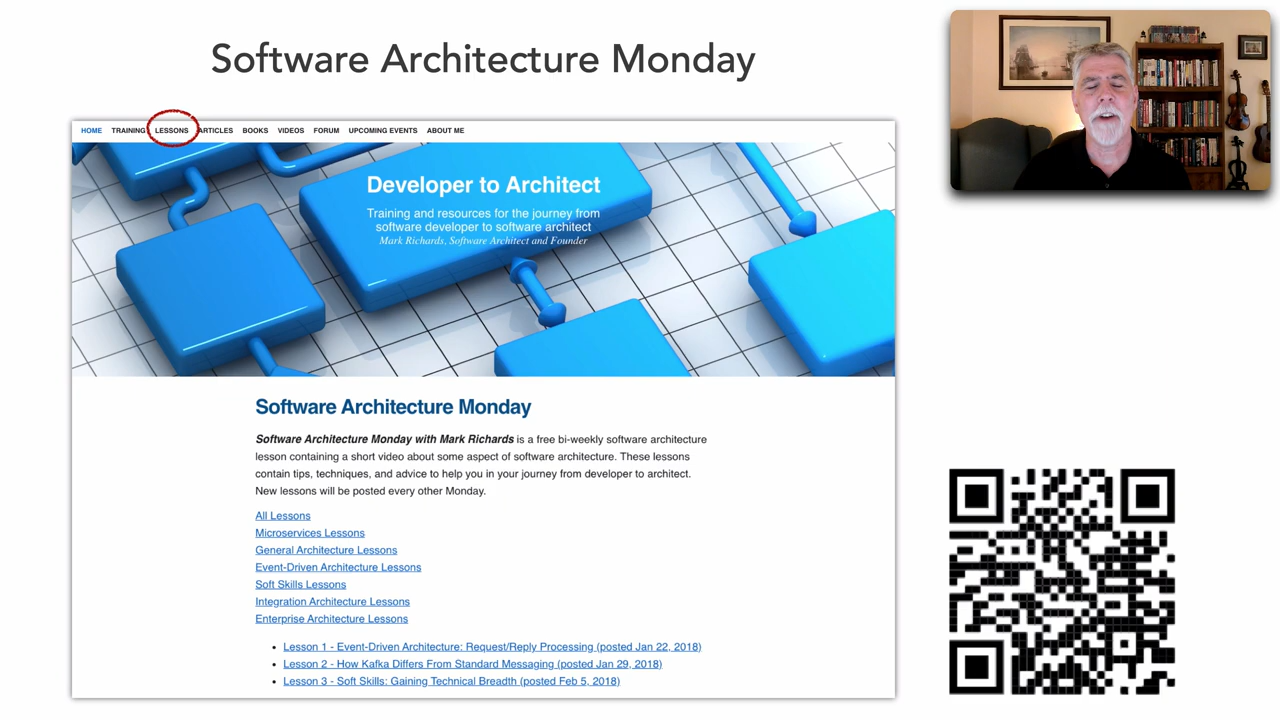 Software Architecture Monday
HOME TRAINING LESSONS ARTICLES BOOKS VIDEOS FORUM UPCOMING EVENTS ABOUT ME
Developer to Architect
Training and resources for the journey from
software developer to software architect
Mark Richards, Software Architect and Founder
Software Architecture Monday
Software Architecture Monday with Mark Richards is a free bi-weekly software architecture
lesson containing a short video about some aspect of software architecture. These lessons
contain tips, techniques, and advice to help you in your journey from developer to architect.
New lessons will be posted every other Monday.
All Lessons
Microservices Lessons
General Architecture Lessons
Event-Driven Architecture Lessons
Soft Skills Lessons
Integration Architecture Lessons
Enterprise Architecture Lessons
• Lesson 1 - Event-Driven Architecture: Request/Reply Processing (posted Jan 22, 2018)
• Lesson 2 - How Kafka Differs From Standard Messaging (posted Jan 29, 2018)
• Lesson 3 - Soft Skills: Gaining Technical Breadth (posted Feb 5, 2018)